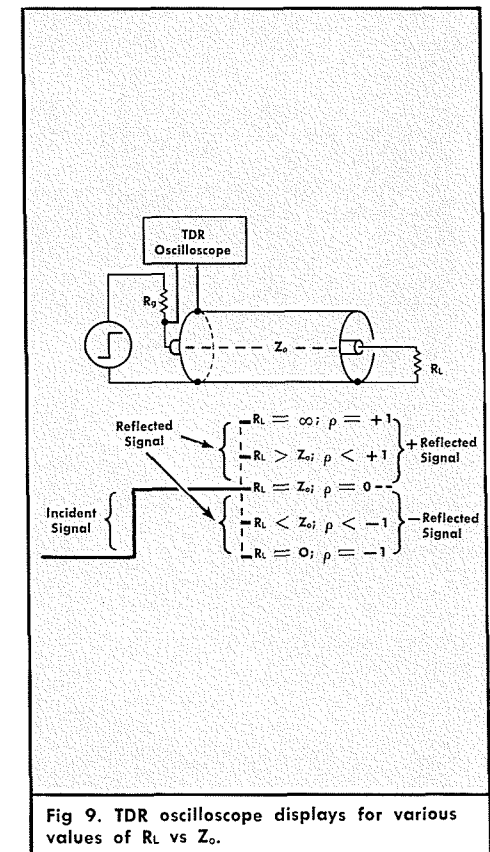 TDR
Oscilloscope
Rg
Zo
RL
Reflected
Signal
RL = ∞; ρ = +1
RL > Zo; ρ < +1
RL = Zo; ρ = 0
RL < Zo; ρ < -1
RL = 0; ρ = -1
+ Reflected
Signal
Incident
Signal
-Reflected
Signal
Fig 9. TDR oscilloscope displays for various
values of RL vs Zo.